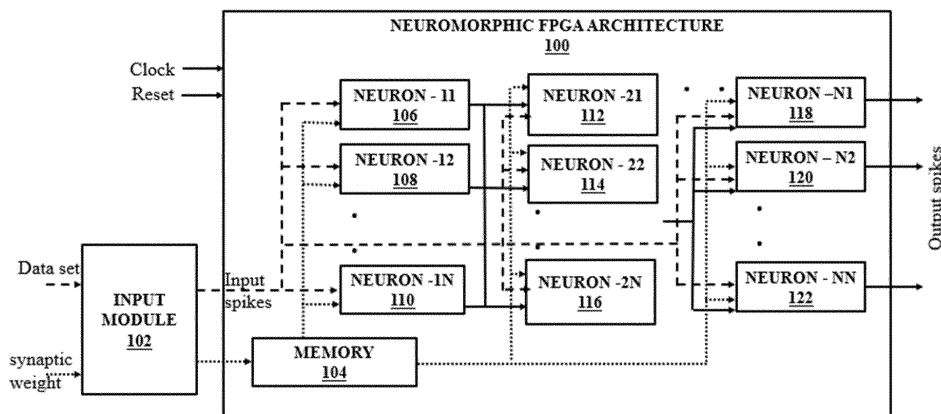 NEUROMORPHIC FPGA ARCHITECTURE
100
Clock
Reset
NEURON - 11
106
NEURON -21
112
NEURON –N1
118
NEURON -12
108
NEURON - 22
114
NEURON – N2
120
Output spikes
Data set
INPUT
MODULE
102
Input
spikes
NEURON -1N
110
NEURON -2N
116
NEURON - NN
122
synaptic
weight
MEMORY
104